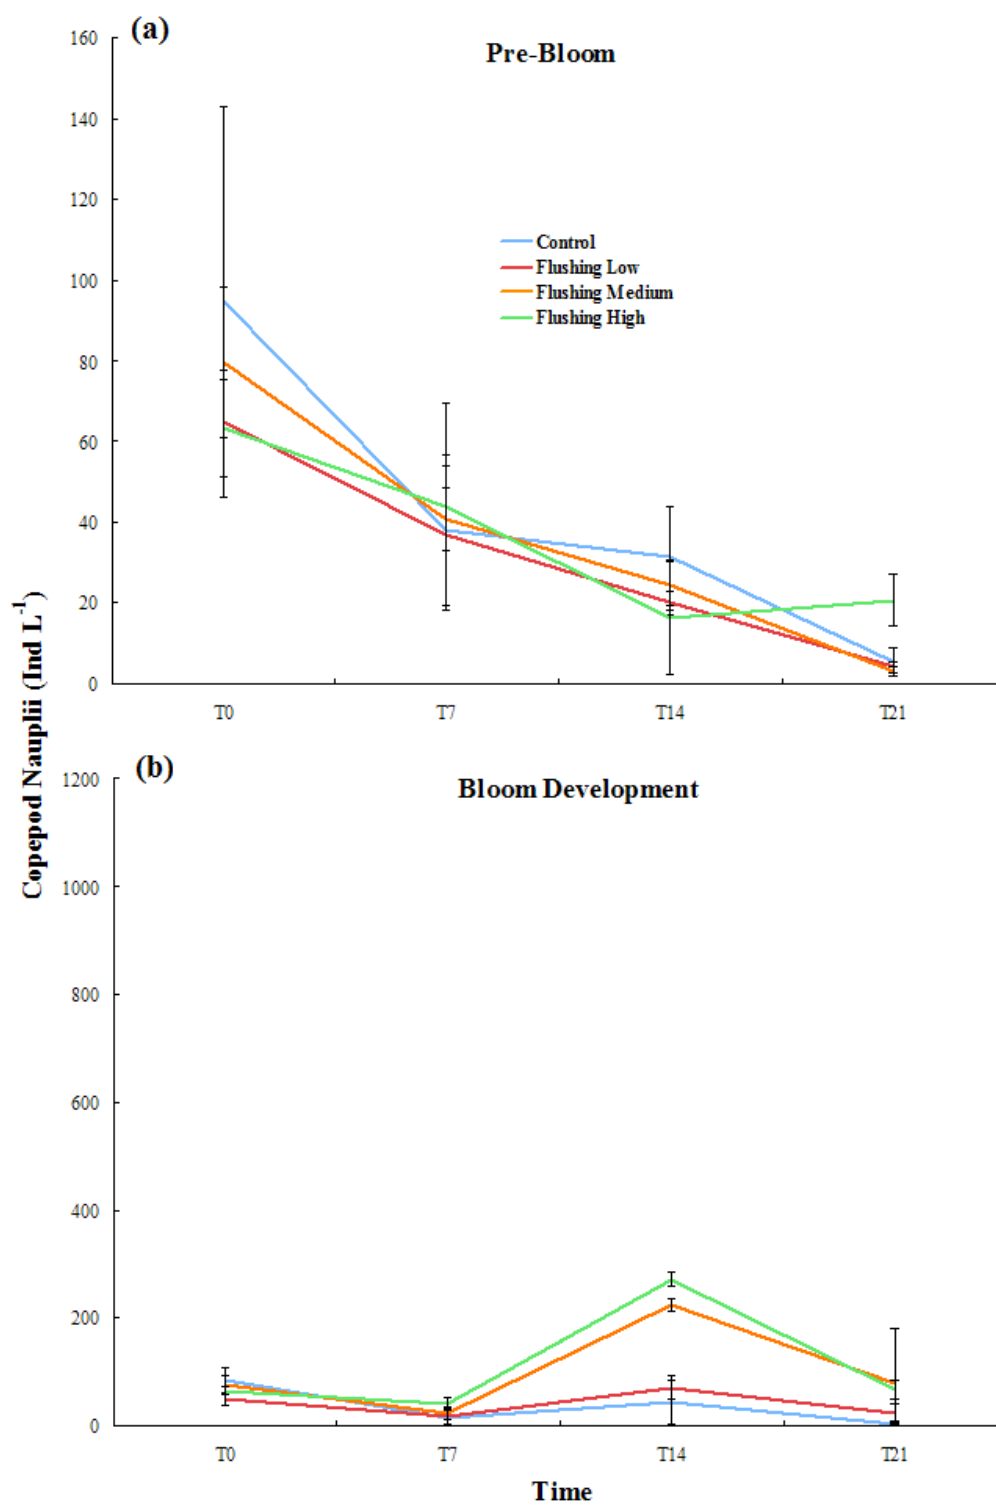 (a)
Pre-Bloom
160
140
120
100
80
60
40
20
0
Control
Flushing Low
Flushing Medium
Flushing High
T0 T7 T14 T21
Copepod Nauplii (Ind L⁻¹)
(b)
Bloom Development
1200
1000
800
600
400
200
0
T0 T7 T14 T21
Time